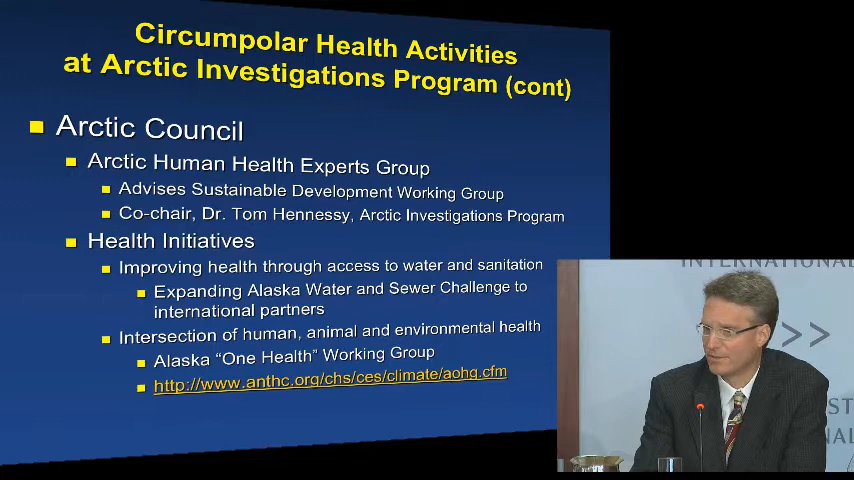 Circumpolar Health Activities
at Arctic Investigations Program (cont)
Arctic Council
Arctic Human Health Experts Group
Advises Sustainable Development Working Group
Co-chair, Dr. Tom Hennessy, Arctic Investigations Program
Health Initiatives
Improving health through access to water and sanitation
Expanding Alaska Water and Sewer Challenge to
international partners
Intersection of human, animal and environmental health
Alaska “One Health” Working Group
http://www.anthc.org/chs/ces/climate/aohg.cfm
INTERNATIONAL
>>